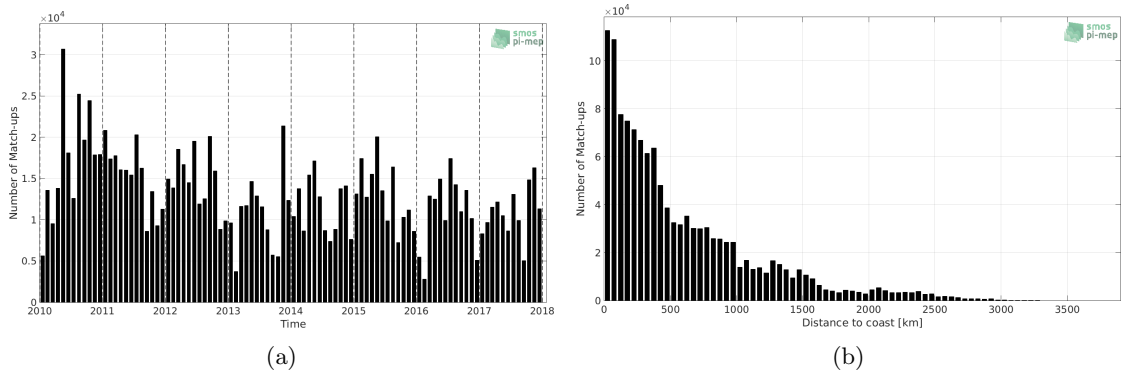 ×10⁴
3
2.5
2
1.5
1
0.5
0
Number of Match-ups
2010 2011 2012 2013 2014 2015 2016 2017 2018
Time
smos
pi-mep
(a)
×10⁴
10
8
6
4
2
0
Number of Match-ups
0 500 1000 1500 2000 2500 3000 3500
Distance to coast [km]
smos
pi-mep
(b)